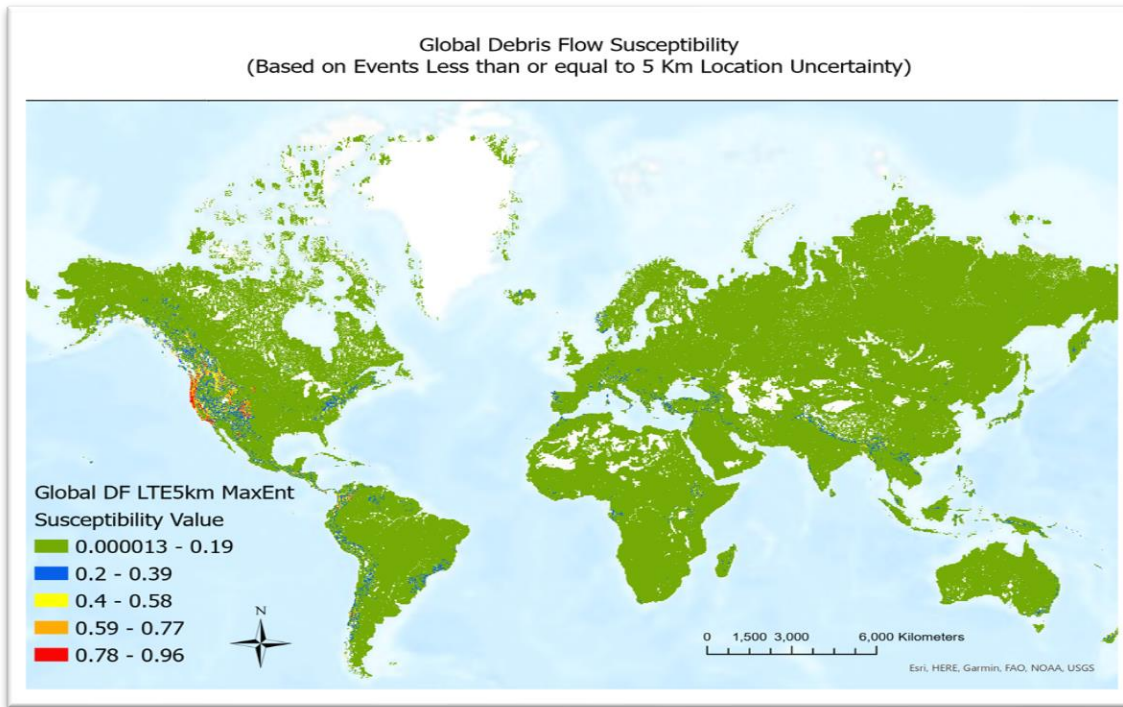 Global Debris Flow Susceptibility
(Based on Events Less than or equal to 5 Km Location Uncertainty)
Global DF LTE5km MaxEnt
Susceptibility Value
0.000013 - 0.19
0.2 - 0.39
0.4 - 0.58
0.59 - 0.77
0.78 - 0.96
N
0 1,500 3,000 6,000 Kilometers
Esri, HERE, Garmin, FAO, NOAA, USGS